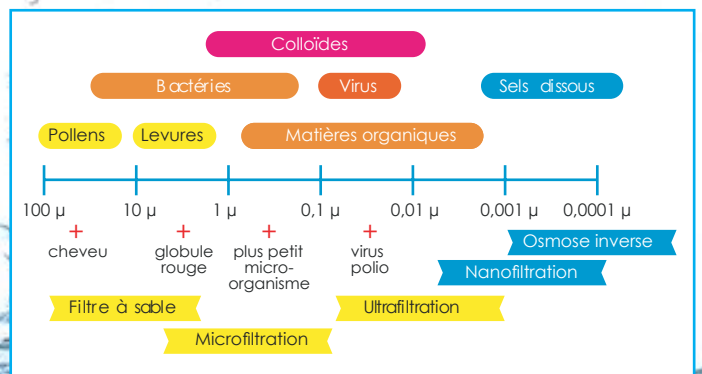 Colloïdes
Bactéries Virus Sels dissous
Pollens Levures Matières organiques
100 µ 10 µ 1 µ 0,1 µ 0,01 µ 0,001 µ 0,0001 µ
+ + + +
cheveu globule plus petit virus
rouge micro- polio
organisme
Osmose inverse
Nanofiltration
Filtre à sable Ultrafiltration
Microfiltration